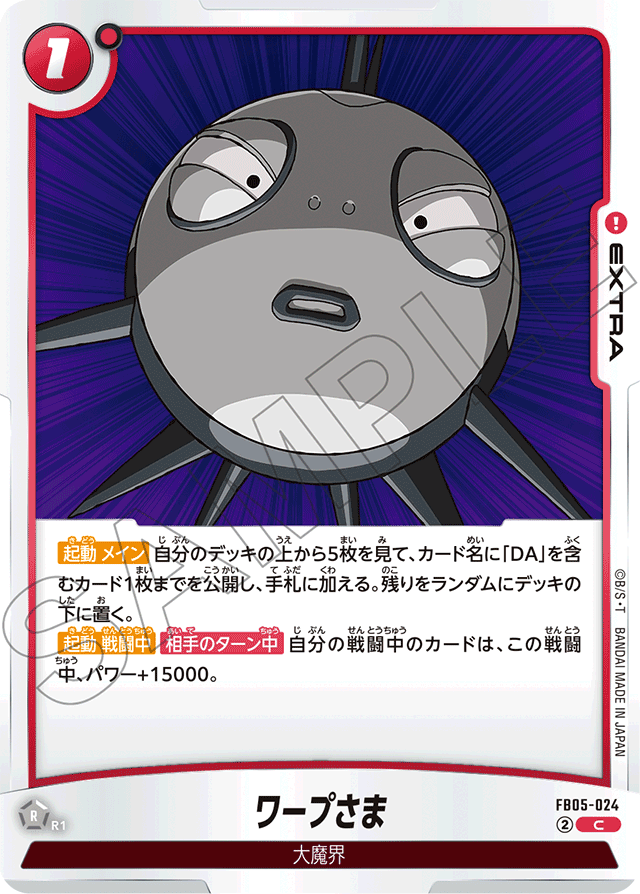 1
! EXTRA
起動 メイン 自分のデッキの上から5枚を見て、カード名に「DA」を含
むカード1枚までを公開し、手札に加える。残りをランダムにデッキの
下に置く。
起動 戦闘中 相手のターン中 自分の戦闘中のカードは、この戦闘
中、パワー+15000。
SAMPLE
©B/S・T BANDAI MADE IN JAPAN
R R1
ワープさま
FB05-024
2 C
大魔界